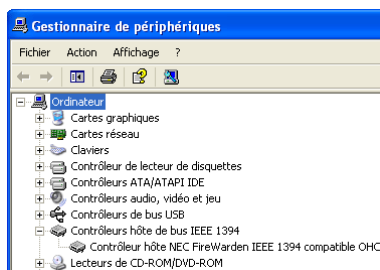 Gestionnaire de périphériques
Fichier Action Affichage ?
Ordinateur
Cartes graphiques
Cartes réseau
Claviers
Contrôleur de lecteur de disquettes
Contrôleurs ATA/ATAPI IDE
Contrôleurs audio, vidéo et jeu
Contrôleurs de bus USB
Contrôleurs hôte de bus IEEE 1394
Contrôleur hôte NEC FireWarden IEEE 1394 compatible OHC
Lecteurs de CD-ROM/DVD-ROM